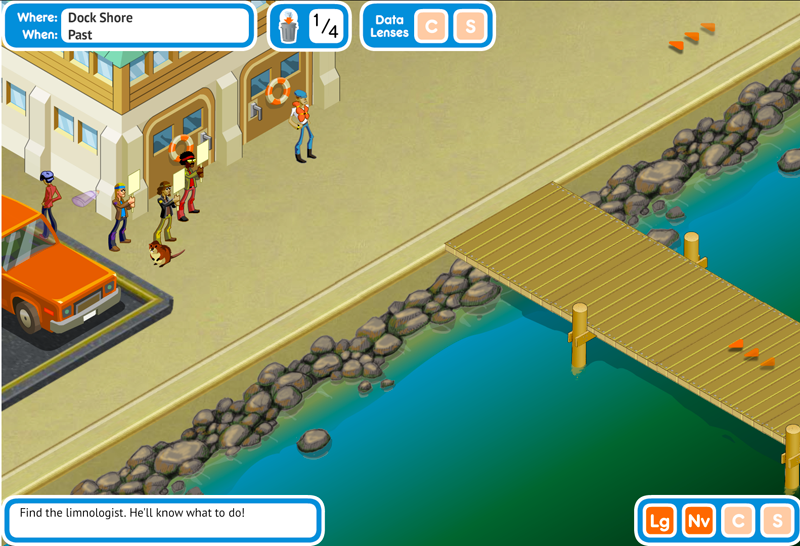 Where: Dock Shore
When: Past
1/4
Data
Lenses
C S
Find the limnologist. He'll know what to do!
Lg Nv C S